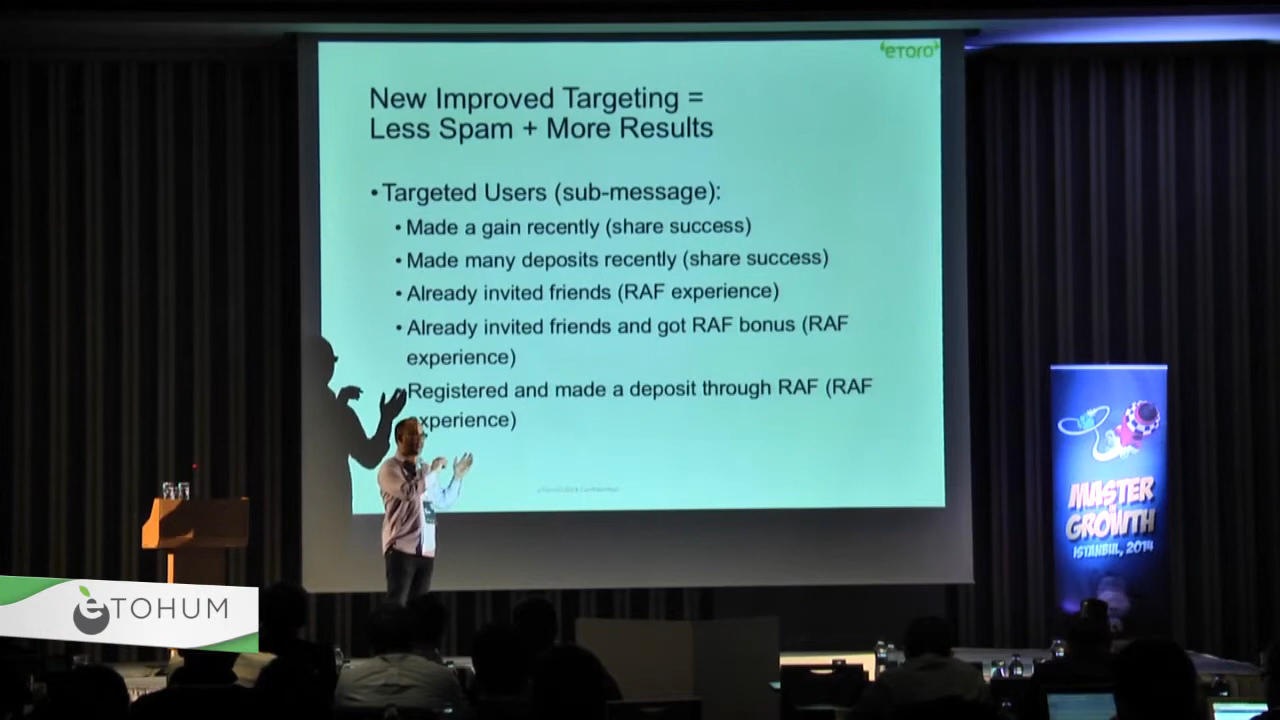 etoro
New Improved Targeting =
Less Spam + More Results
• Targeted Users (sub-message):
• Made a gain recently (share success)
• Made many deposits recently (share success)
• Already invited friends (RAF experience)
• Already invited friends and got RAF bonus (RAF
experience)
Registered and made a deposit through RAF (RAF
xperience)
MASTER
GROWTH
ISTANBUL, 2014
eTOHUM